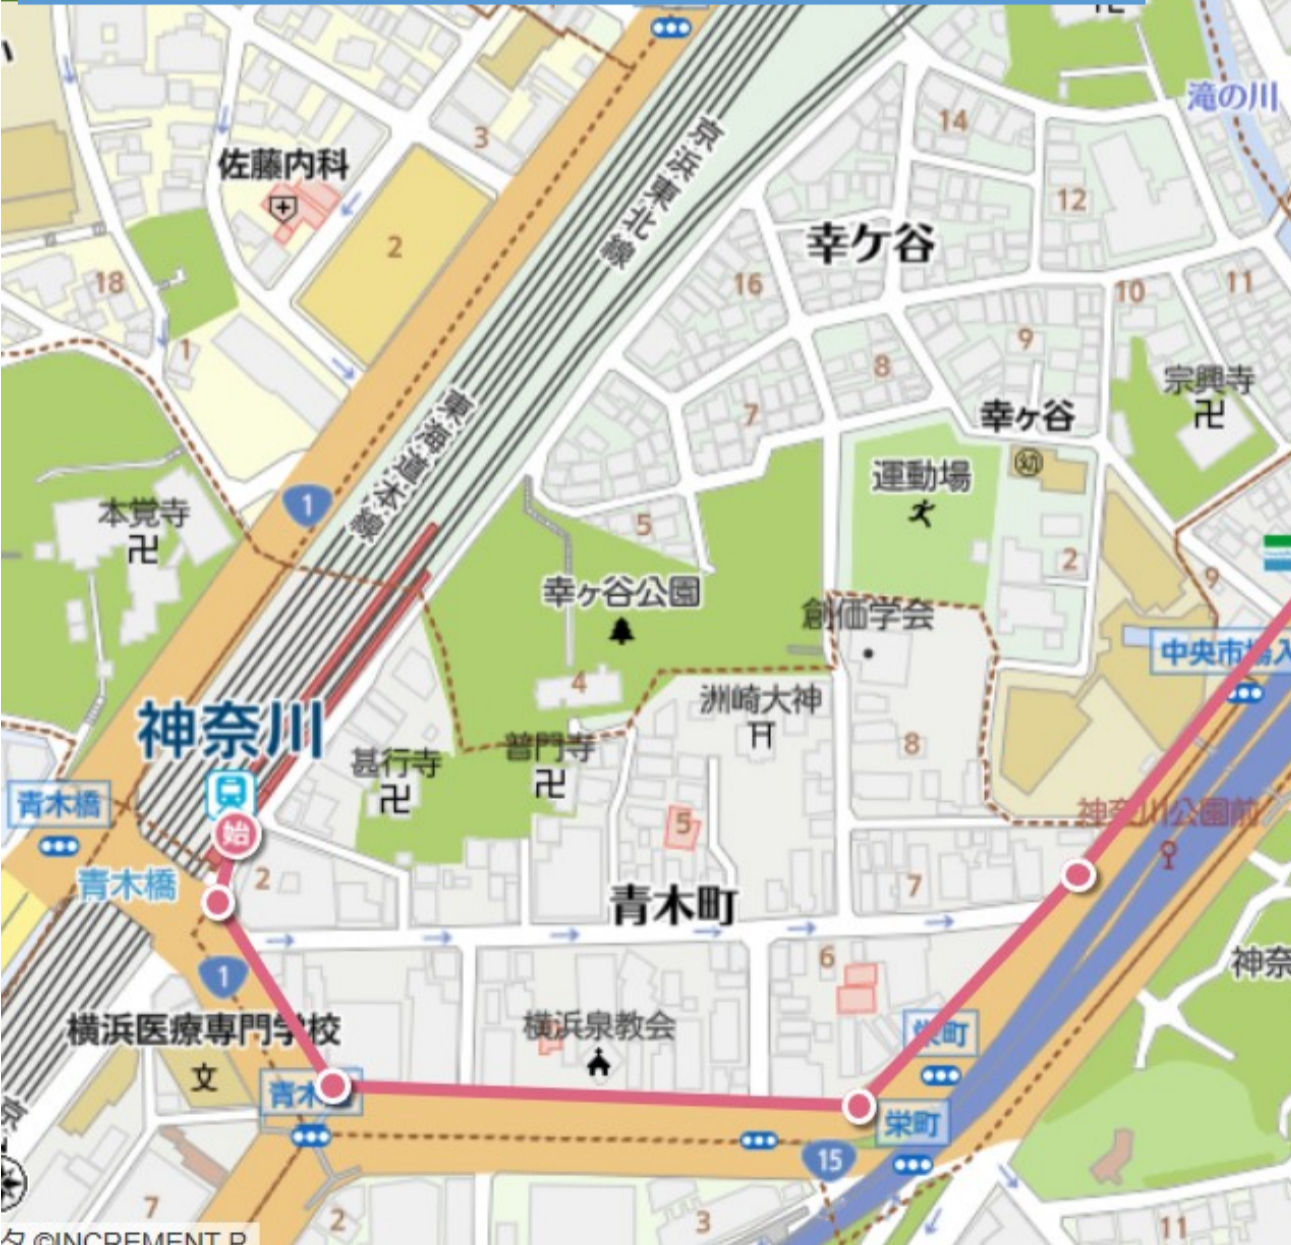 滝の川
14
3
佐藤内科
京浜東北線
12
幸ケ谷
2
18
16
11
10
1
9
8
宗興寺
7
東海道本線
幸ヶ谷
運動場
幼
1
本覚寺
5
2
9
幸ヶ谷公園
創価学会
中央市場入
4
洲崎大神
神奈川
8
普門寺
甚行寺
青木橋
神奈川公園前
始
5
青木橋
2
7
青木町
6
神奈
1
横浜医療専門学校
横浜泉教会
栄町
文
青木
栄町
15
7
2
3
11
©INCREMENT P